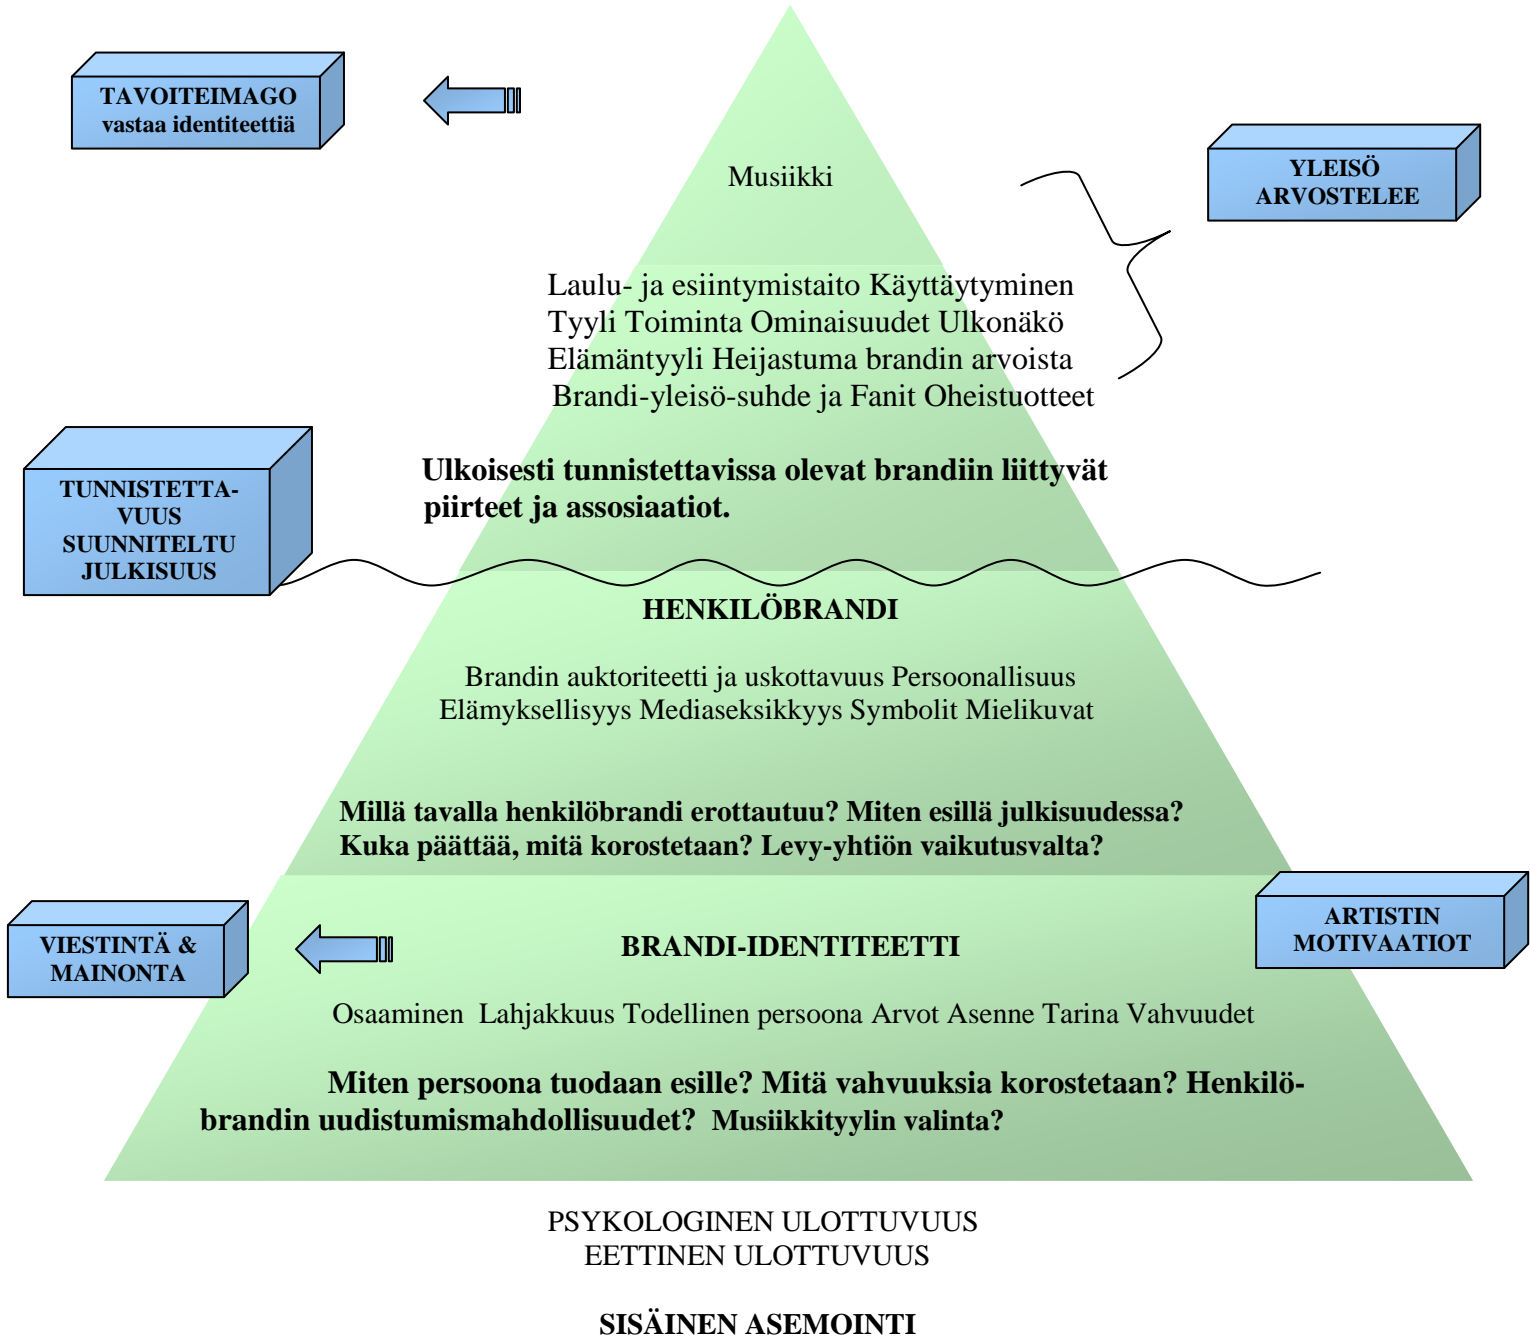 TAVOITEIMAGO
vastaa identiteettiä
YLEISÖ
ARVOSTELEE
Musiikki
Laulu- ja esiintymistaito Käyttäytyminen
Tyyli Toiminta Ominaisuudet Ulkonäkö
Elämäntyyli Heijastuma brandin arvoista
Brandi-yleisö-suhde ja Fanit Oheistuotteet
Ulkoisesti tunnistettavissa olevat brandiin liittyvät
piirteet ja assosiaatiot.
TUNNISTETTA-
VUUS
SUUNNITELTU
JULKISUUS
HENKILÖBRANDI
Brandin auktoriteetti ja uskottavuus Persoonallisuus
Elämyksellisyys Mediaseksikkyys Symbolit Mielikuvat
Millä tavalla henkilöbrandi erottautuu? Miten esillä julkisuudessa?
Kuka päättää, mitä korostetaan? Levy-yhtiön vaikutusvalta?
VIESTINTÄ &
MAINONTA
BRANDI-IDENTITEETTI
ARTISTIN
MOTIVAATIOT
Osaaminen Lahjakkuus Todellinen persoona Arvot Asenne Tarina Vahvuudet
Miten persoona tuodaan esille? Mitä vahvuuksia korostetaan? Henkilö-
brandin uudistumismahdollisuudet? Musiikkityylin valinta?
PSYKOLOGINEN ULOTTUVUUS
EETTINEN ULOTTUVUUS
SISÄINEN ASEMOINTI